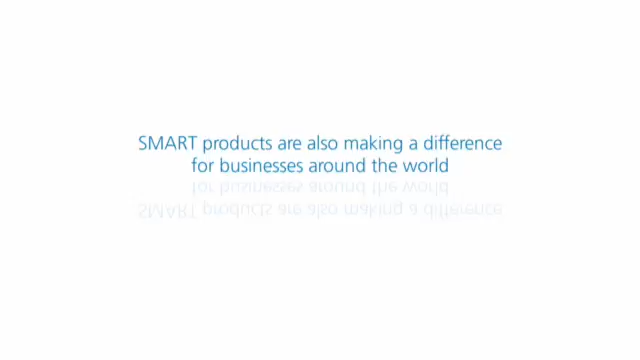 SMART products are also making a difference
for businesses around the world